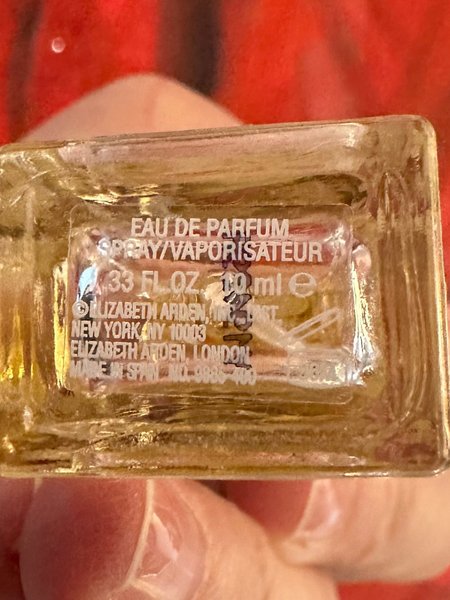 EAU DE PARFUM
SPRAY/VAPORISATEUR
.33 FL.OZ. 10 ml ℮
© ELIZABETH ARDEN, INC., DIST.
NEW YORK, NY 10003
ELIZABETH ARDEN, LONDON
MADE IN SPAIN NO.